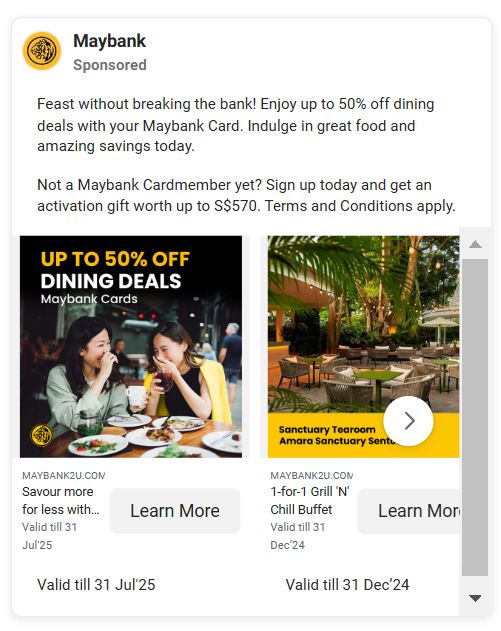 Maybank
Sponsored
Feast without breaking the bank! Enjoy up to 50% off dining
deals with your Maybank Card. Indulge in great food and
amazing savings today.
Not a Maybank Cardmember yet? Sign up today and get an
activation gift worth up to S$570. Terms and Conditions apply.
UP TO 50% OFF
DINING DEALS
Maybank Cards
Sanctuary Tearoom
Amara Sanctuary Sento
MAYBANK2U.COM
Savour more
for less with...
Valid till 31
Jul'25
Learn More
Valid till 31 Jul'25
MAYBANK2U.COM
1-for-1 Grill 'N'
Chill Buffet
Valid till 31
Dec’24
Learn More
Valid till 31 Dec’24